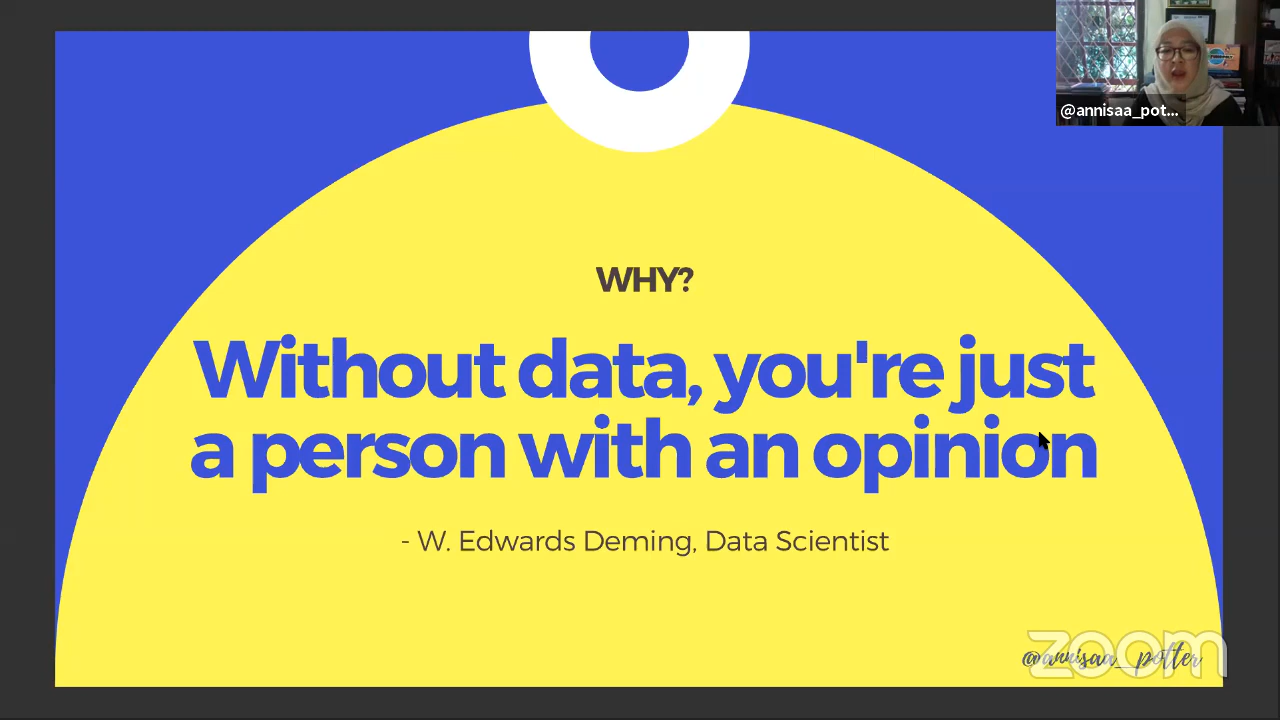 @annisaa_pot...
WHY?
Without data, you're just
a person with an opinion
- W. Edwards Deming, Data Scientist
@annisaa_potter
zoom